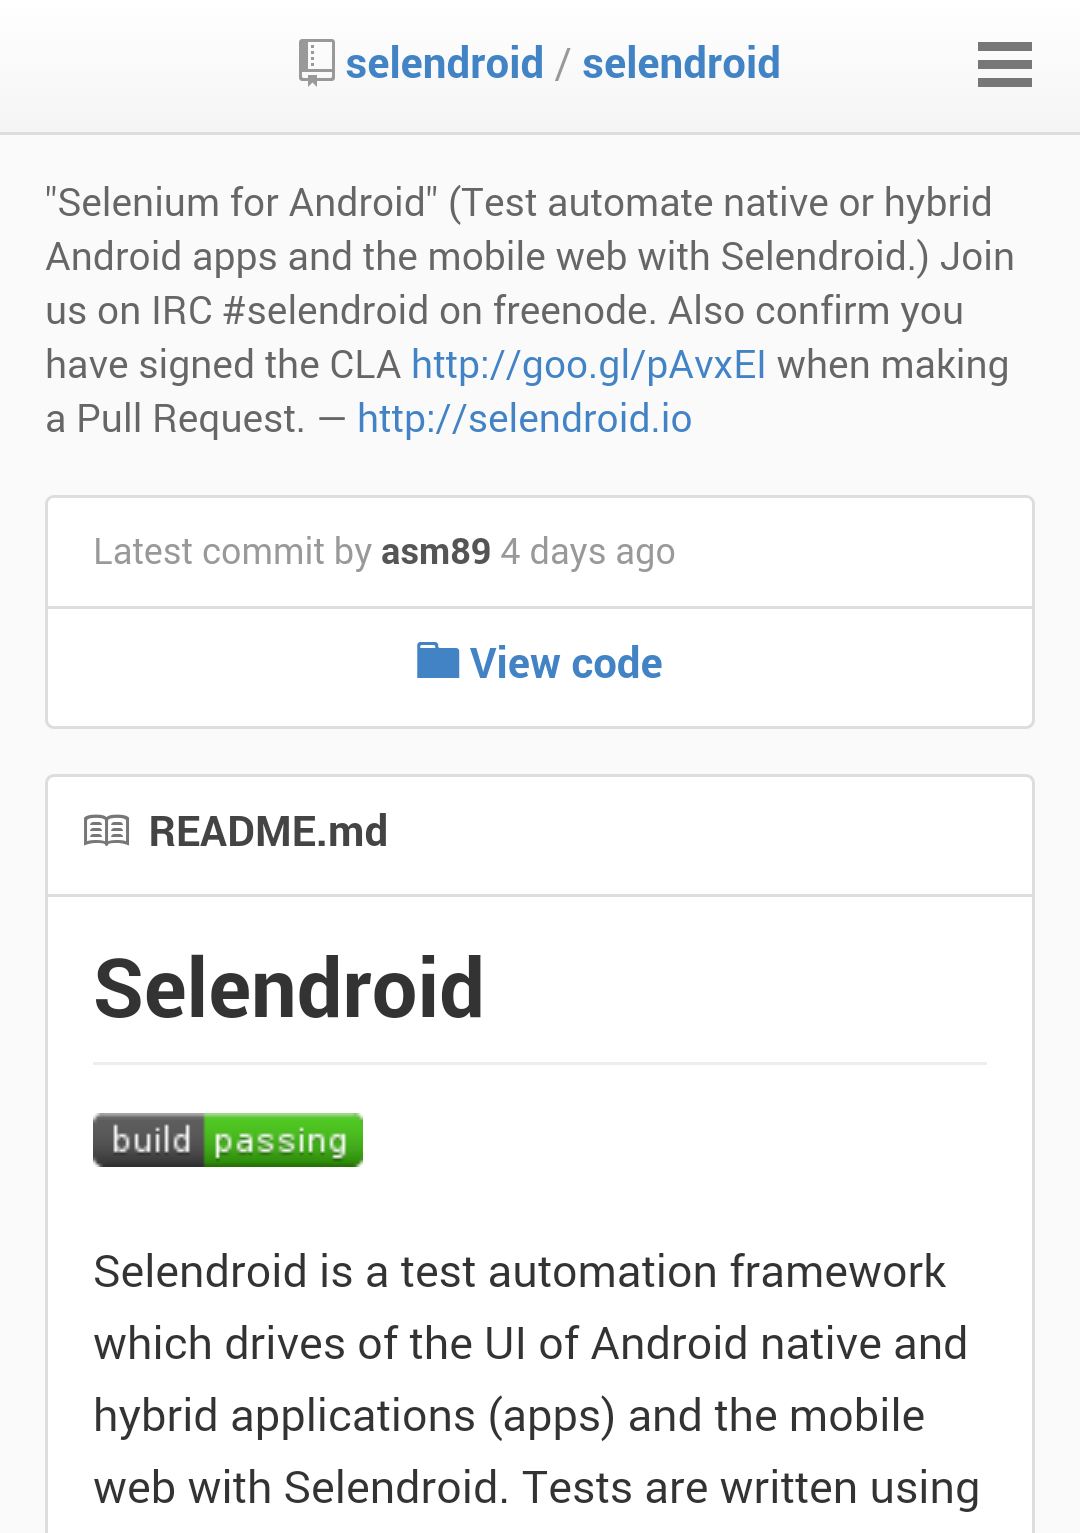 selendroid / selendroid
"Selenium for Android" (Test automate native or hybrid
Android apps and the mobile web with Selendroid.) Join
us on IRC #selendroid on freenode. Also confirm you
have signed the CLA http://goo.gl/pAvxEI when making
a Pull Request. — http://selendroid.io
Latest commit by asm89 4 days ago
View code
README.md
Selendroid
build passing
Selendroid is a test automation framework
which drives of the UI of Android native and
hybrid applications (apps) and the mobile
web with Selendroid. Tests are written using